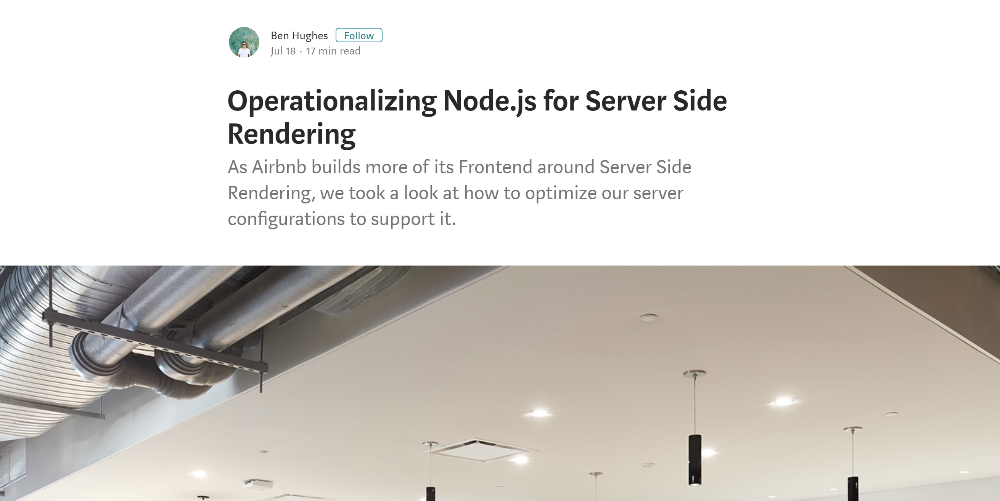 Ben Hughes Follow
Jul 18 · 17 min read
Operationalizing Node.js for Server Side
Rendering
As Airbnb builds more of its Frontend around Server Side
Rendering, we took a look at how to optimize our server
configurations to support it.